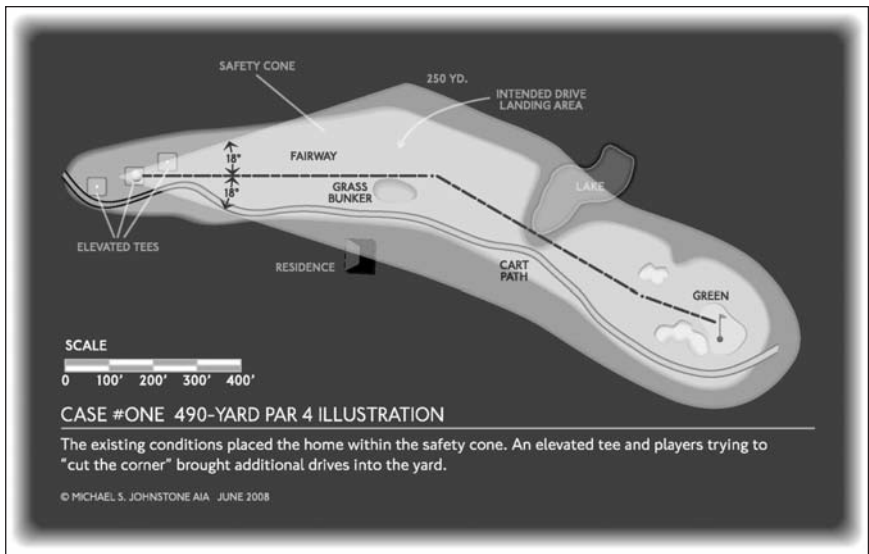 SAFETY CONE
250 YD.
INTENDED DRIVE
LANDING AREA
18°
FAIRWAY
18°
GRASS
BUNKER
LAKE
ELEVATED TEES
RESIDENCE
CART
PATH
GREEN
SCALE
0 100' 200' 300' 400'
CASE #ONE 490-YARD PAR 4 ILLUSTRATION
The existing conditions placed the home within the safety cone. An elevated tee and players trying to
"cut the corner" brought additional drives into the yard.
© MICHAEL S. JOHNSTONE AIA JUNE 2008